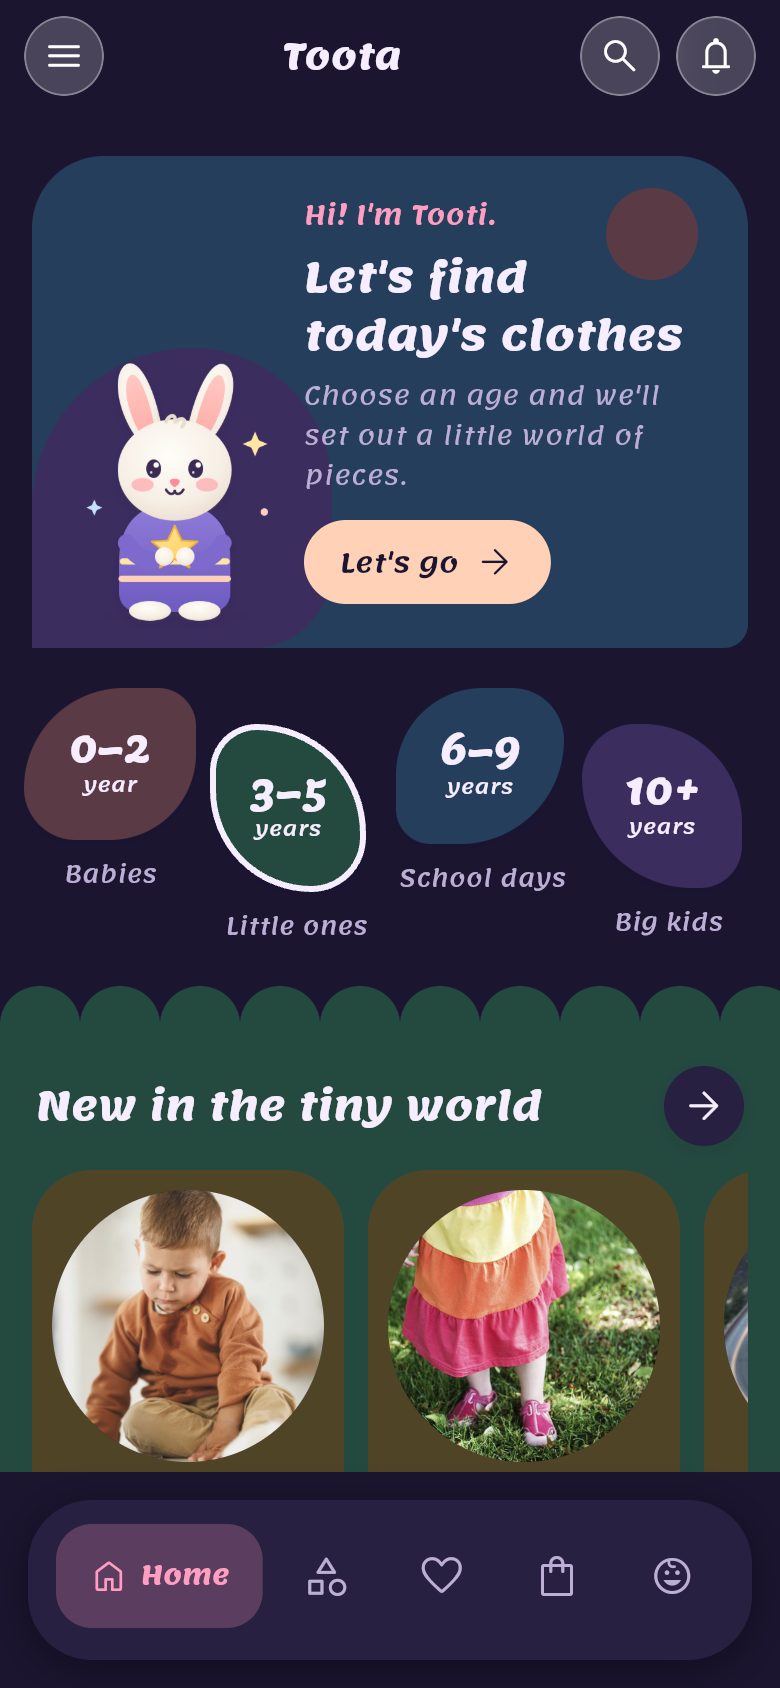 Toota
Hi! I'm Tooti.
Let's find
today's clothes
Choose an age and we'll
set out a little world of
pieces.
Let's go
0–2
year
Babies
3–5
years
Little ones
6–9
years
School days
10+
years
Big kids
New in the tiny world
Home